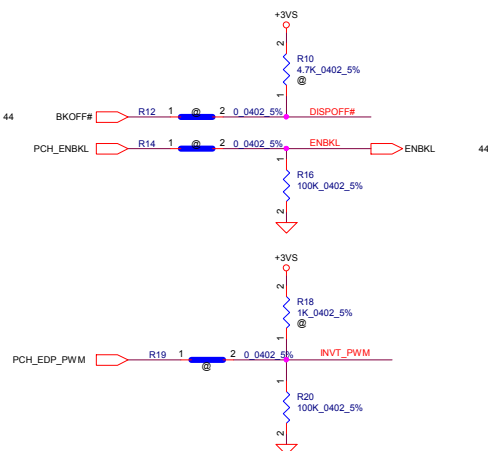 +3VS
2
R10
4.7K_0402_5%
@
1
44 BKOFF# R12 1 @ 2 0_0402_5% DISPOFF#
PCH_ENBKL R14 1 @ 2 0_0402_5% ENBKL ENBKL 44
1
R16
100K_0402_5%
2
+3VS
2
R18
1K_0402_5%
@
1
PCH_EDP_PWM R19 1 2 0_0402_5% INVT_PWM
@
1
R20
100K_0402_5%
2